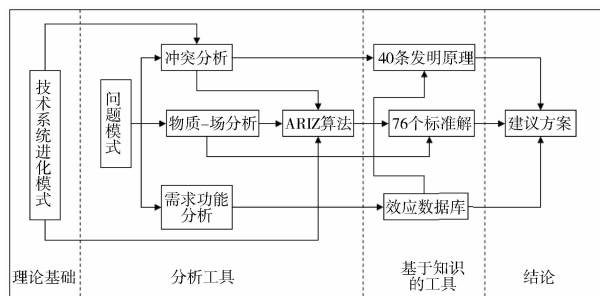 技术系统进化模式
问题模式
冲突分析
物质-场分析
需求功能
分析
ARIZ算法
40条发明原理
76个标准解
效应数据库
建议方案
理论基础
分析工具
基于知识
的工具
结论